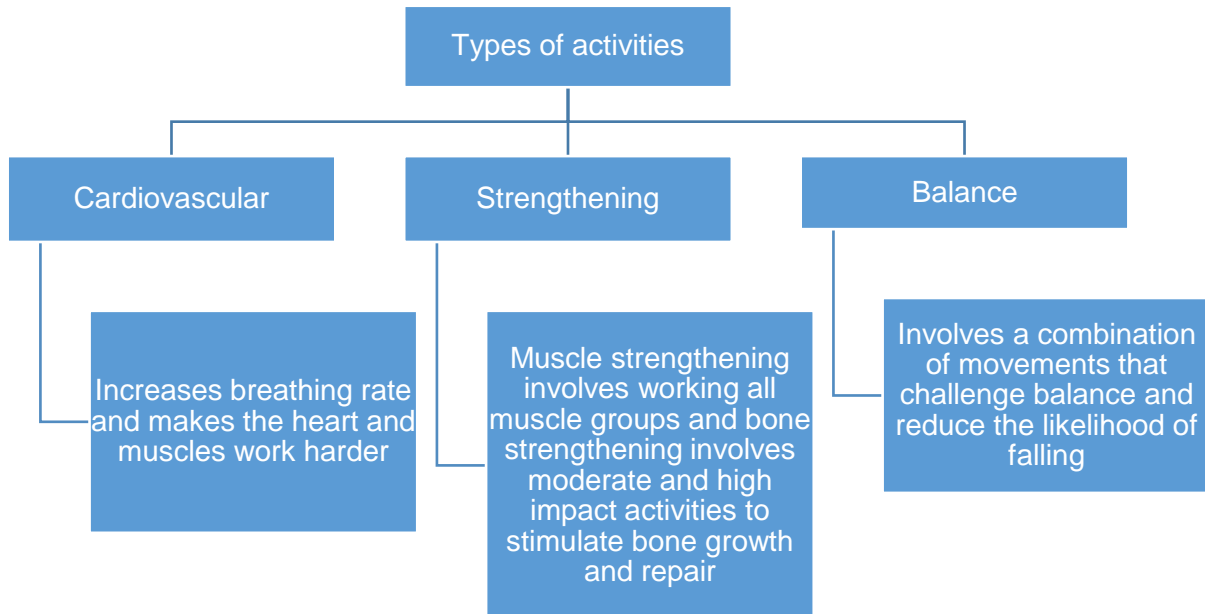 Types of activities
Cardiovascular
Strengthening
Balance
Increases breathing rate
and makes the heart and
muscles work harder
Muscle strengthening
involves working all
muscle groups and bone
strengthening involves
moderate and high
impact activities to
stimulate bone growth
and repair
Involves a combination
of movements that
challenge balance and
reduce the likelihood of
falling